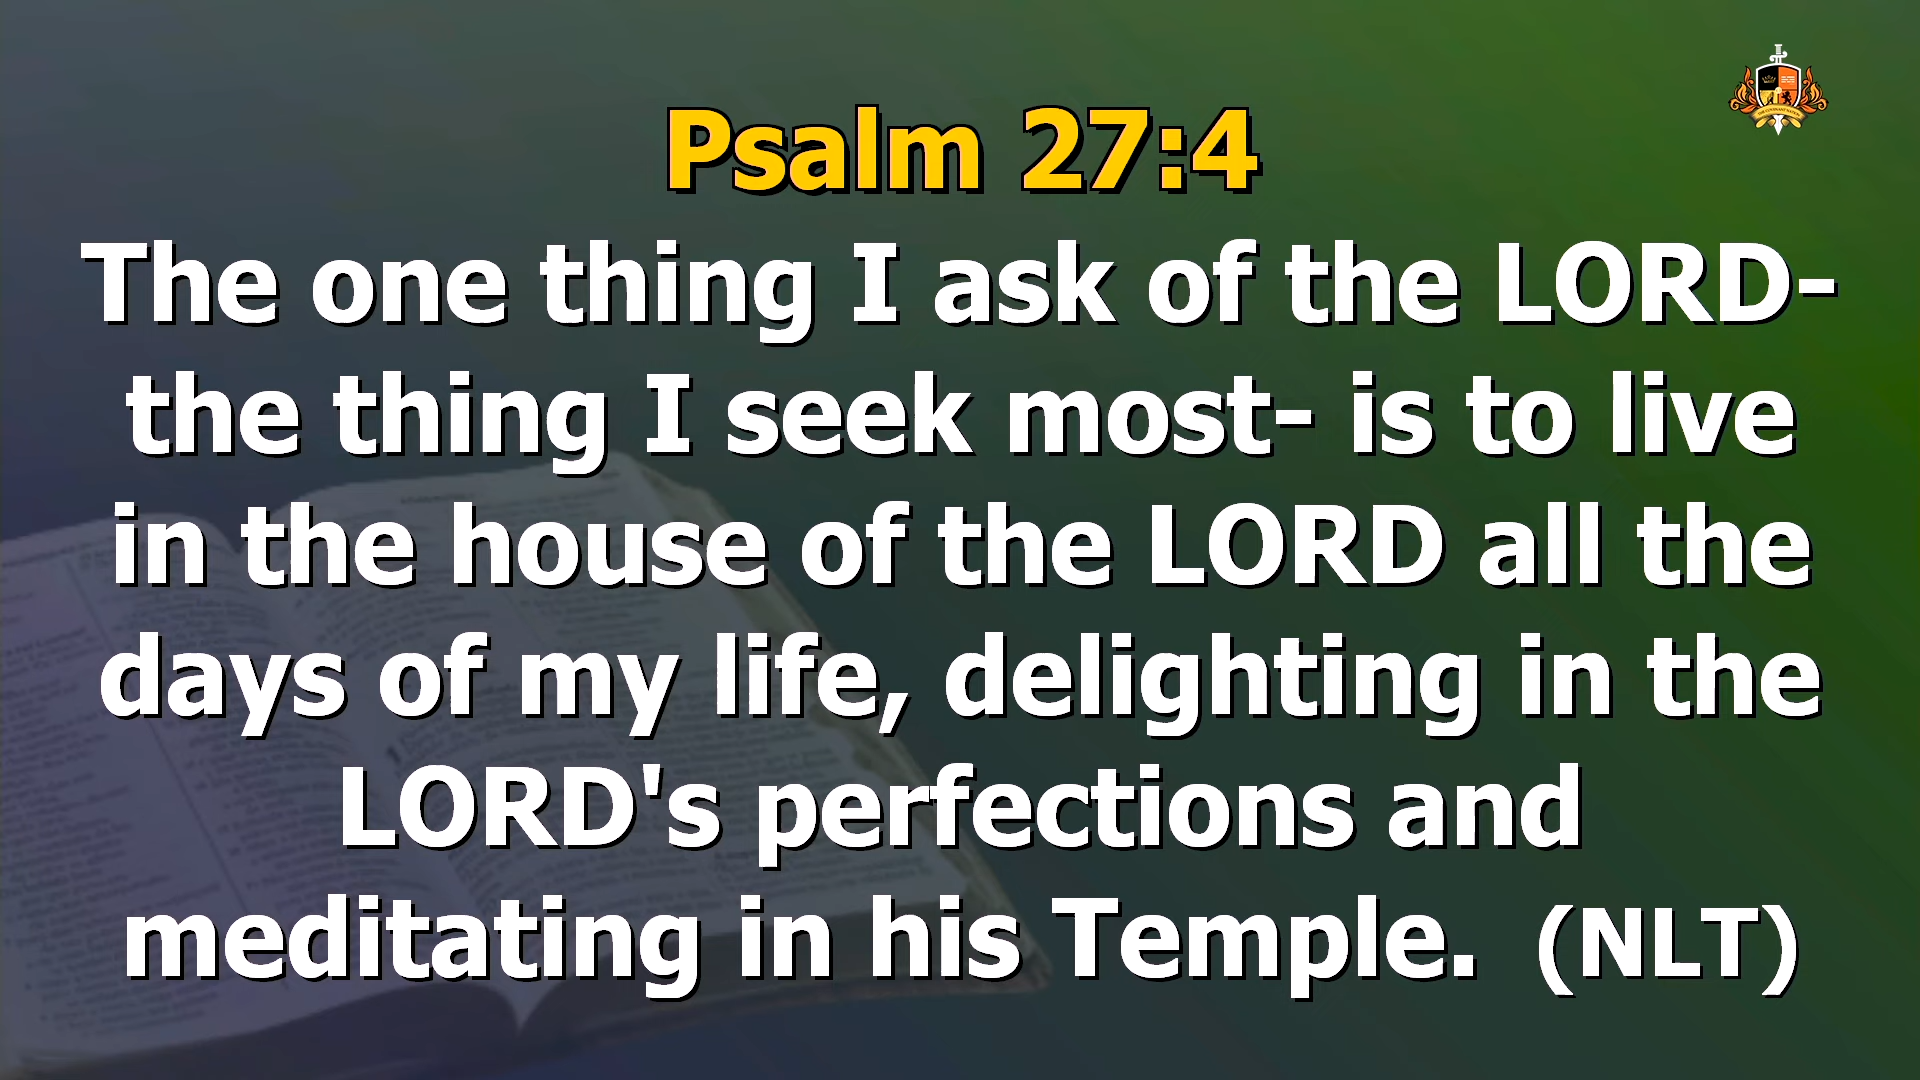 Psalm 27:4
The one thing I ask of the LORD-
the thing I seek most- is to live
in the house of the LORD all the
days of my life, delighting in the
LORD's perfections and
meditating in his Temple.  (NLT)